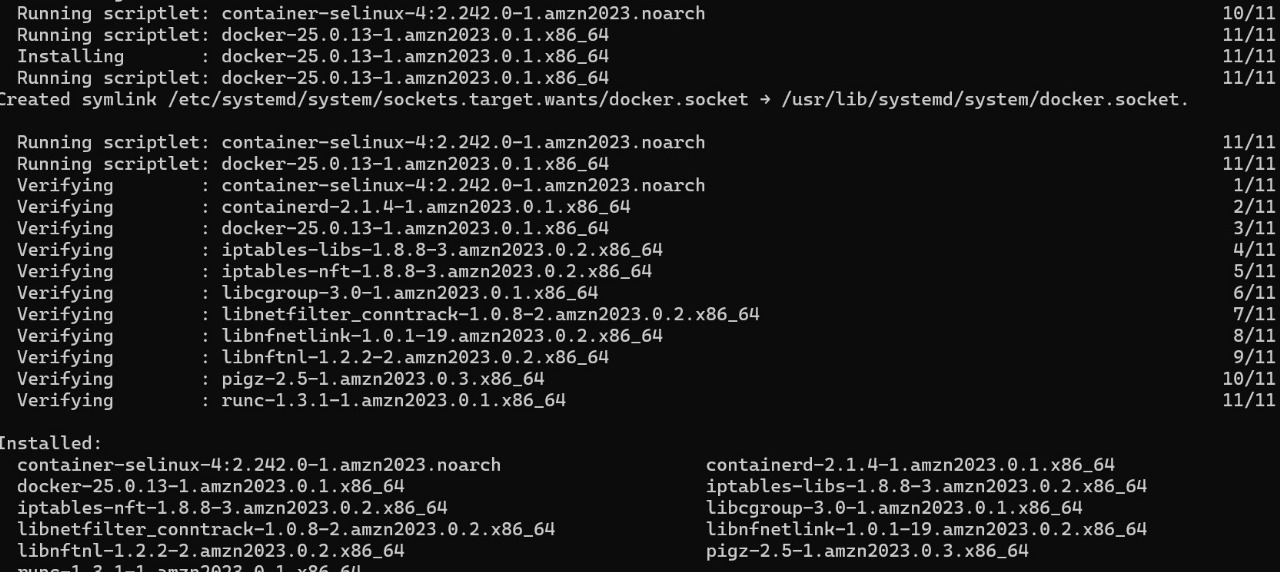 Running scriptlet: container-selinux-4:2.242.0-1.amzn2023.noarch 10/11
Running scriptlet: docker-25.0.13-1.amzn2023.0.1.x86_64 11/11
Installing : docker-25.0.13-1.amzn2023.0.1.x86_64 11/11
Running scriptlet: docker-25.0.13-1.amzn2023.0.1.x86_64 11/11
Created symlink /etc/systemd/system/sockets.target.wants/docker.socket → /usr/lib/systemd/system/docker.socket.
Running scriptlet: container-selinux-4:2.242.0-1.amzn2023.noarch 11/11
Running scriptlet: docker-25.0.13-1.amzn2023.0.1.x86_64 11/11
Verifying : container-selinux-4:2.242.0-1.amzn2023.noarch 1/11
Verifying : containerd-2.1.4-1.amzn2023.0.1.x86_64 2/11
Verifying : docker-25.0.13-1.amzn2023.0.1.x86_64 3/11
Verifying : iptables-libs-1.8.8-3.amzn2023.0.2.x86_64 4/11
Verifying : iptables-nft-1.8.8-3.amzn2023.0.2.x86_64 5/11
Verifying : libcgroup-3.0-1.amzn2023.0.1.x86_64 6/11
Verifying : libnetfilter_conntrack-1.0.8-2.amzn2023.0.2.x86_64 7/11
Verifying : libnfnetlink-1.0.1-19.amzn2023.0.2.x86_64 8/11
Verifying : libnftnl-1.2.2-2.amzn2023.0.2.x86_64 9/11
Verifying : pigz-2.5-1.amzn2023.0.3.x86_64 10/11
Verifying : runc-1.3.1-1.amzn2023.0.1.x86_64 11/11
Installed:
container-selinux-4:2.242.0-1.amzn2023.noarch containerd-2.1.4-1.amzn2023.0.1.x86_64
docker-25.0.13-1.amzn2023.0.1.x86_64 iptables-libs-1.8.8-3.amzn2023.0.2.x86_64
iptables-nft-1.8.8-3.amzn2023.0.2.x86_64 libcgroup-3.0-1.amzn2023.0.1.x86_64
libnetfilter_conntrack-1.0.8-2.amzn2023.0.2.x86_64 libnfnetlink-1.0.1-19.amzn2023.0.2.x86_64
libnftnl-1.2.2-2.amzn2023.0.2.x86_64 pigz-2.5-1.amzn2023.0.3.x86_64
runc-1.3.1-1.amzn2023.0.1.x86_64